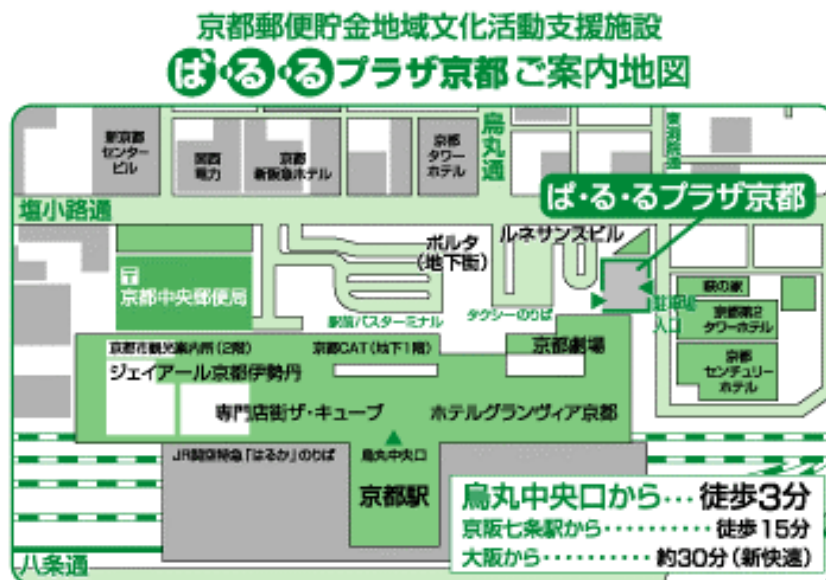 京都郵便貯金地域文化活動支援施設
ぱ・る・るプラザ京都 ご案内地図
新京都
センター
ビル
関西
電力
京都
新阪急ホテル
京都
タワー
ホテル
烏丸通
東洞院通
塩小路通
ぱ・る・るプラザ京都
ポルタ
(地下街)
ルネサンスビル
〒
京都中央郵便局
駅前バスターミナル
タクシーのりば
駐車場
入口
萩の家
京都第2
タワーホテル
京都
センチュリー
ホテル
京都市観光案内所(2階)
京都CAT(地下1階)
京都劇場
ジェイアール京都伊勢丹
専門店街ザ・キューブ
ホテルグランヴィア京都
JR関空特急「はるか」のりば
烏丸中央口
京都駅
烏丸中央口から… 徒歩3分
京阪七条駅から・・・・・・・・・ 徒歩15分
大阪から・・・・・・・・・ 約30分(新快速)
八条通